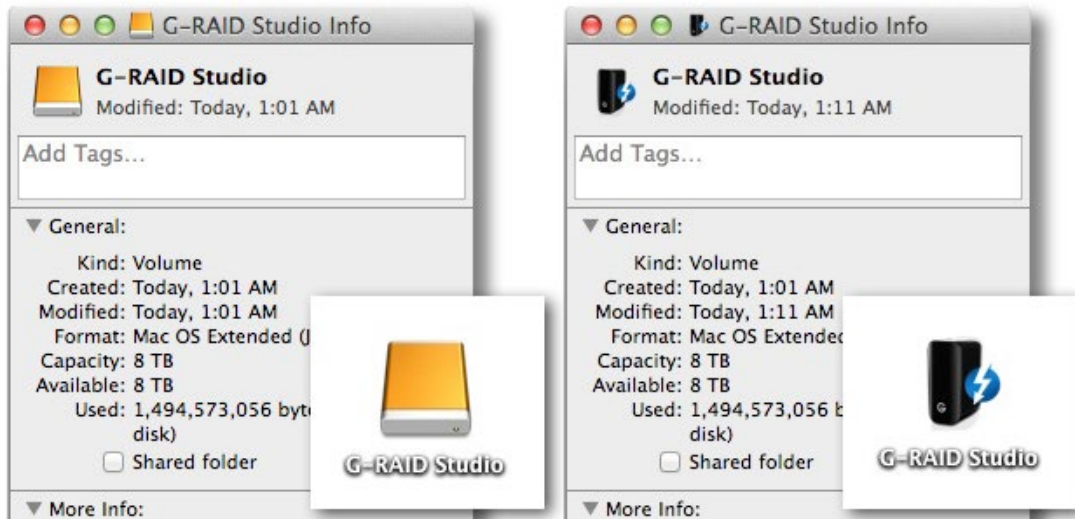 G-RAID Studio Info
G-RAID Studio
Modified: Today, 1:01 AM
Add Tags...
General:
Kind: Volume
Created: Today, 1:01 AM
Modified: Today, 1:01 AM
Format: Mac OS Extended (J
Capacity: 8 TB
Available: 8 TB
Used: 1,494,573,056 byt
disk)
Shared folder
More Info:
G-RAID Studio
G-RAID Studio Info
G-RAID Studio
Modified: Today, 1:11 AM
Add Tags...
General:
Kind: Volume
Created: Today, 1:01 AM
Modified: Today, 1:11 AM
Format: Mac OS Extended
Capacity: 8 TB
Available: 8 TB
Used: 1,494,573,056 b
disk)
Shared folder
More Info:
G
G-RAID Studio